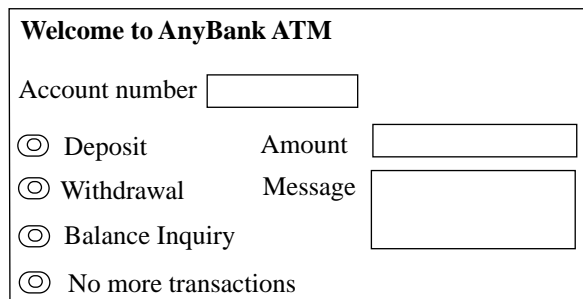 Welcome to AnyBank ATM
Account number
Deposit Amount
Withdrawal Message
Balance Inquiry
No more transactions